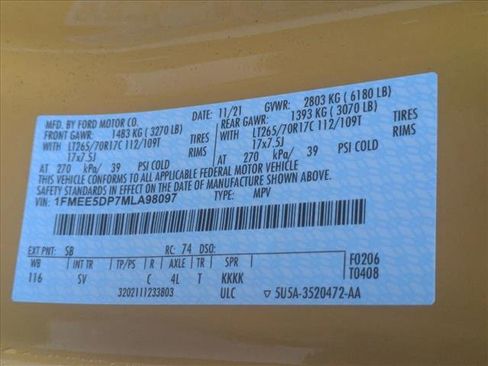 MFD. BY FORD MOTOR CO. DATE: 11/21 GVWR: 2803 KG ( 6180 LB)
FRONT GAWR: 1483 KG ( 3270 LB) REAR GAWR: 1393 KG ( 3070 LB)
WITH LT265/70R17C 112/109T TIRES WITH LT265/70R17C 112/109T TIRES
17x7.5J RIMS 17x7.5J RIMS
AT 270 kPa/ 39 PSI COLD AT 270 kPa/ 39 PSI COLD
THIS VEHICLE CONFORMS TO ALL APPLICABLE FEDERAL MOTOR VEHICLE
SAFETY STANDARDS IN EFFECT ON THE DATE OF MANUFACTURE SHOWN ABOVE.
VIN: 1FMEE5DP7MLA98097 TYPE: MPV
EXT PNT: SB RC: 74 DSO: F0206
WB INT TR TP/PS R AXLE TR SPR T0408
116 SV C 4L T KKKK
3202111233803 ULC ▽ 5U5A-3520472-AA